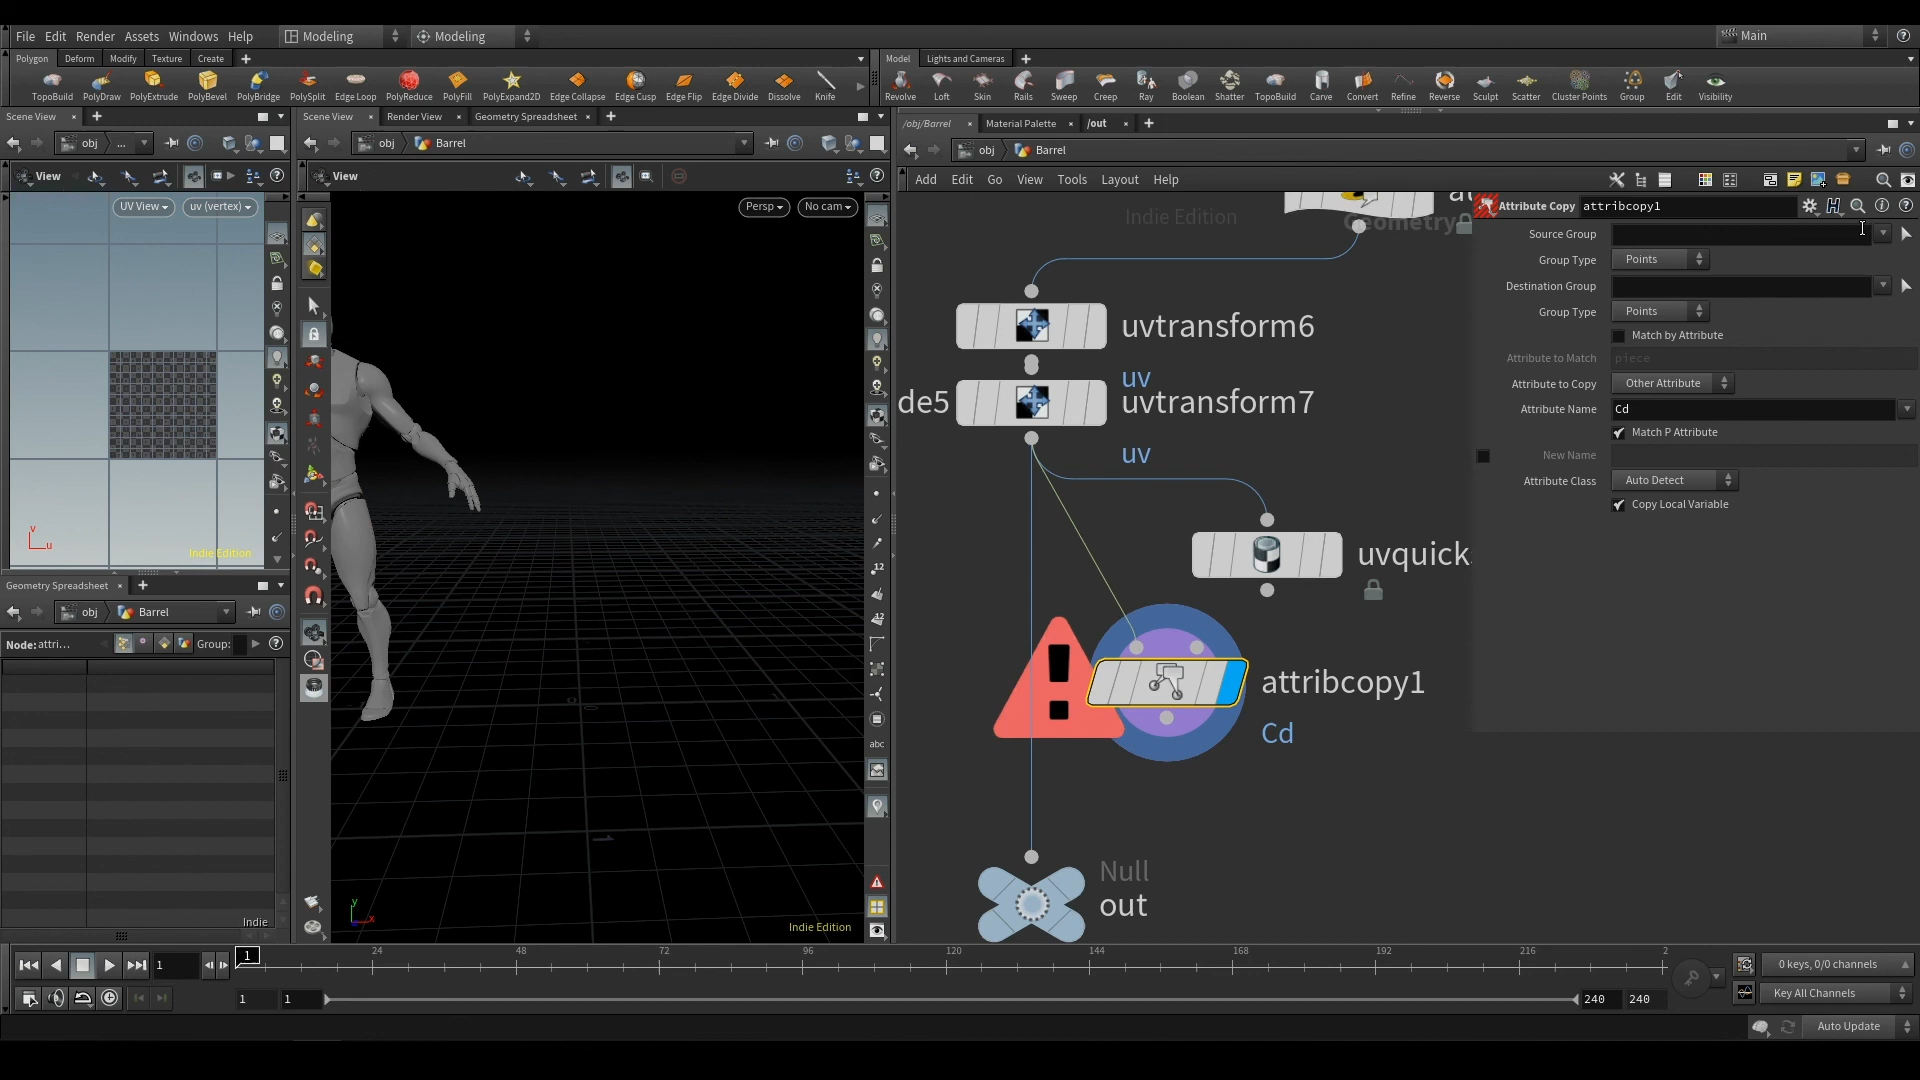 File Edit Render Assets Windows Help Modeling Modeling Main
Polygon Deform Modify Texture Create Model Lights and Cameras
TopoBuild PolyDraw PolyExtrude PolyBevel PolyBridge PolySplit Edge Loop PolyReduce PolyFill PolyExpand2D Edge Collapse Edge Cusp Edge Flip Edge Divide Dissolve Knife
Revolve Loft Skin Rails Sweep Creep Ray Boolean Shatter TopoBuild Carve Convert Refine Reverse Sculpt Scatter Cluster Points Group Edit Visibility
Scene View Scene View Render View Geometry Spreadsheet /obj/Barrel Material Palette /out
obj ... obj Barrel obj Barrel
View View Add Edit Go View Tools Layout Help
UV View uv (vertex) Persp No cam
Indie Edition Geometry
Attribute Copy attribcopy1
Source Group
Group Type Points
Destination Group
Group Type Points
Match by Attribute
Attribute to Match piece
Attribute to Copy Other Attribute
Attribute Name Cd
Match P Attribute
New Name
Attribute Class Auto Detect
Copy Local Variable
uvtransform6
uv
de5 uvtransform7
uv
uvquicks
attribcopy1
Cd
Null
out
v
u
Indie Edition
Geometry Spreadsheet
obj Barrel
Node: attri... Group:
Indie
12
12
abc
y
x
Indie Edition
1 1 24 48 72 96 120 144 168 192 216 2
0 keys, 0/0 channels
1 1 240 240 Key All Channels
Auto Update